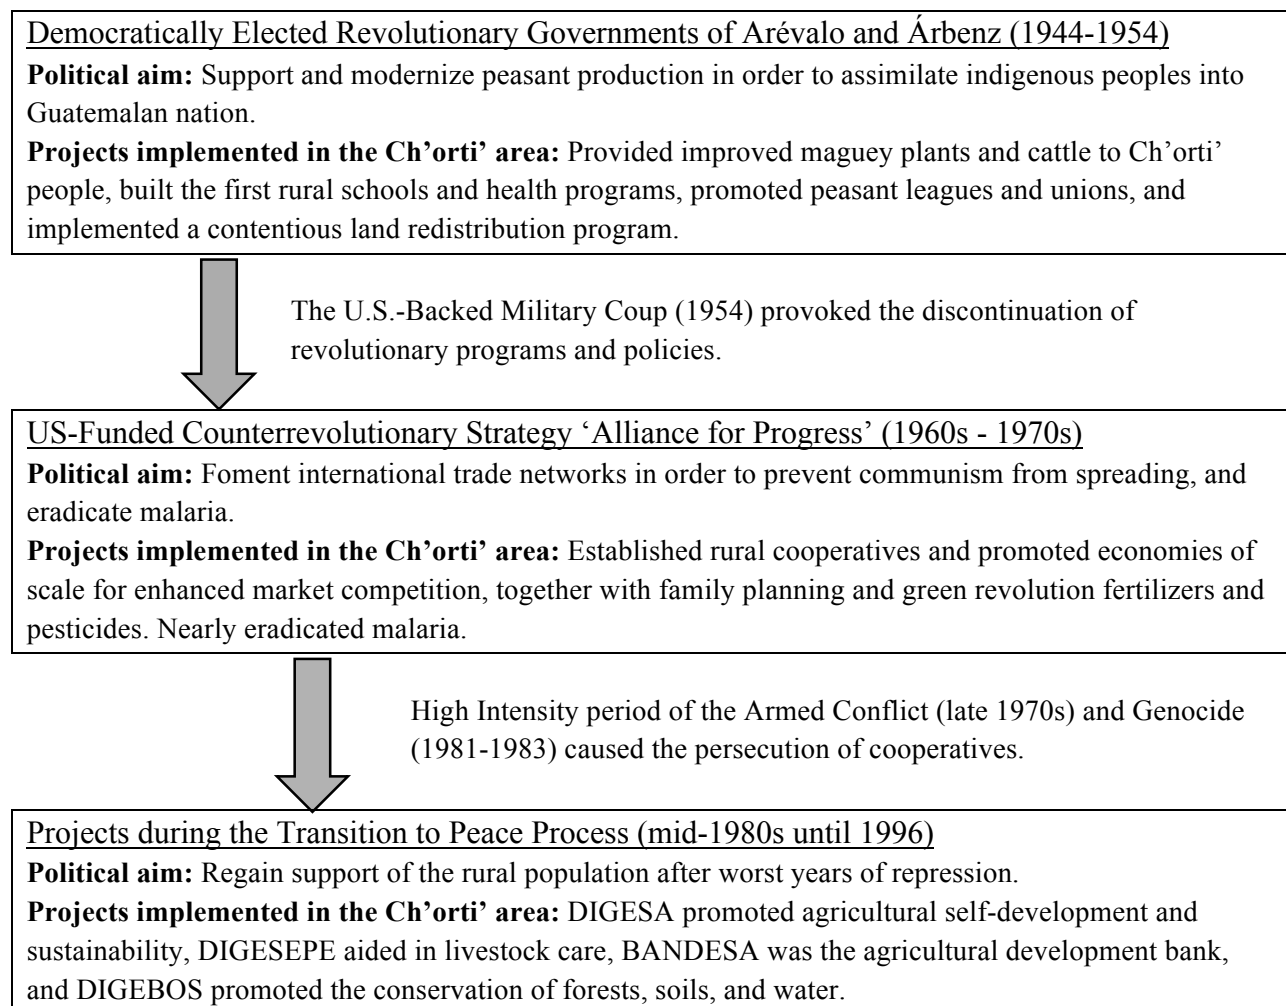 Democratically Elected Revolutionary Governments of Arévalo and Árbenz (1944-1954)
Political aim: Support and modernize peasant production in order to assimilate indigenous peoples into
Guatemalan nation.
Projects implemented in the Ch’orti’ area: Provided improved maguey plants and cattle to Ch’orti’
people, built the first rural schools and health programs, promoted peasant leagues and unions, and
implemented a contentious land redistribution program.
The U.S.-Backed Military Coup (1954) provoked the discontinuation of
revolutionary programs and policies.
US-Funded Counterrevolutionary Strategy ‘Alliance for Progress’ (1960s - 1970s)
Political aim: Foment international trade networks in order to prevent communism from spreading, and
eradicate malaria.
Projects implemented in the Ch’orti’ area: Established rural cooperatives and promoted economies of
scale for enhanced market competition, together with family planning and green revolution fertilizers and
pesticides. Nearly eradicated malaria.
High Intensity period of the Armed Conflict (late 1970s) and Genocide
(1981-1983) caused the persecution of cooperatives.
Projects during the Transition to Peace Process (mid-1980s until 1996)
Political aim: Regain support of the rural population after worst years of repression.
Projects implemented in the Ch’orti’ area: DIGESA promoted agricultural self-development and
sustainability, DIGESEPE aided in livestock care, BANDESA was the agricultural development bank,
and DIGEBOS promoted the conservation of forests, soils, and water.